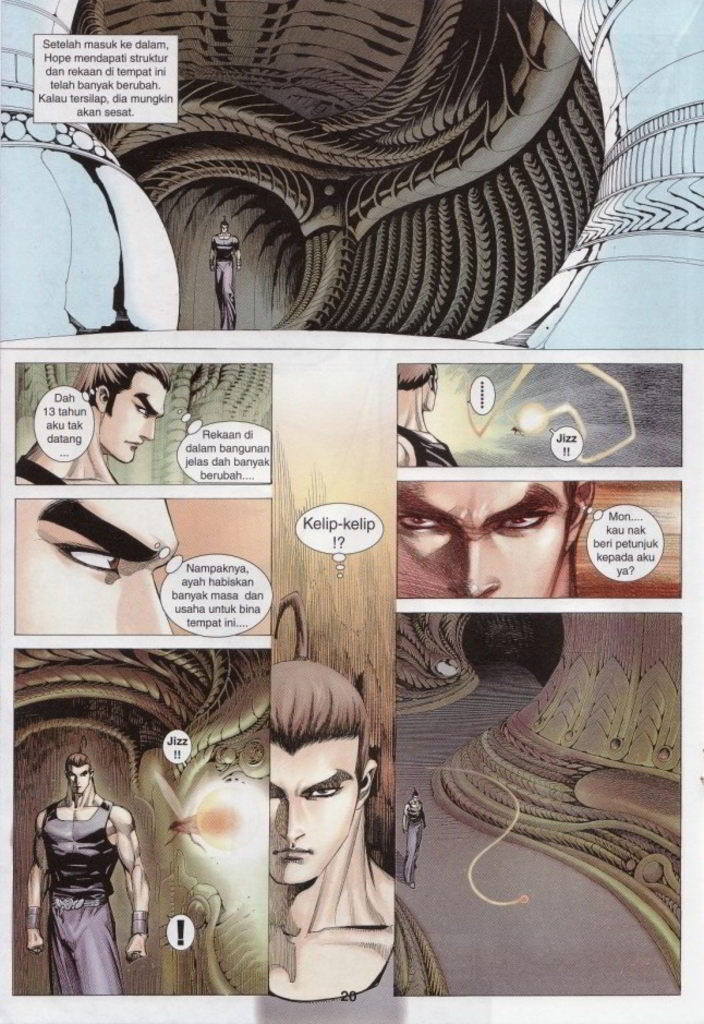 Setelah masuk ke dalam,
Hope mendapati struktur
dan rekaan di tempat ini
telah banyak berubah.
Kalau tersilap, dia mungkin
akan sesat.
Dah
13 tahun
aku tak
datang
...
Rekaan di
dalam bangunan
jelas dah banyak
berubah....
Nampaknya,
ayah habiskan
banyak masa dan
usaha untuk bina
tempat ini....
Jizz
!!
!
Kelip-kelip
!?
......
Jizz
!!
Mon....
kau nak
beri petunjuk
kepada aku
ya?
20